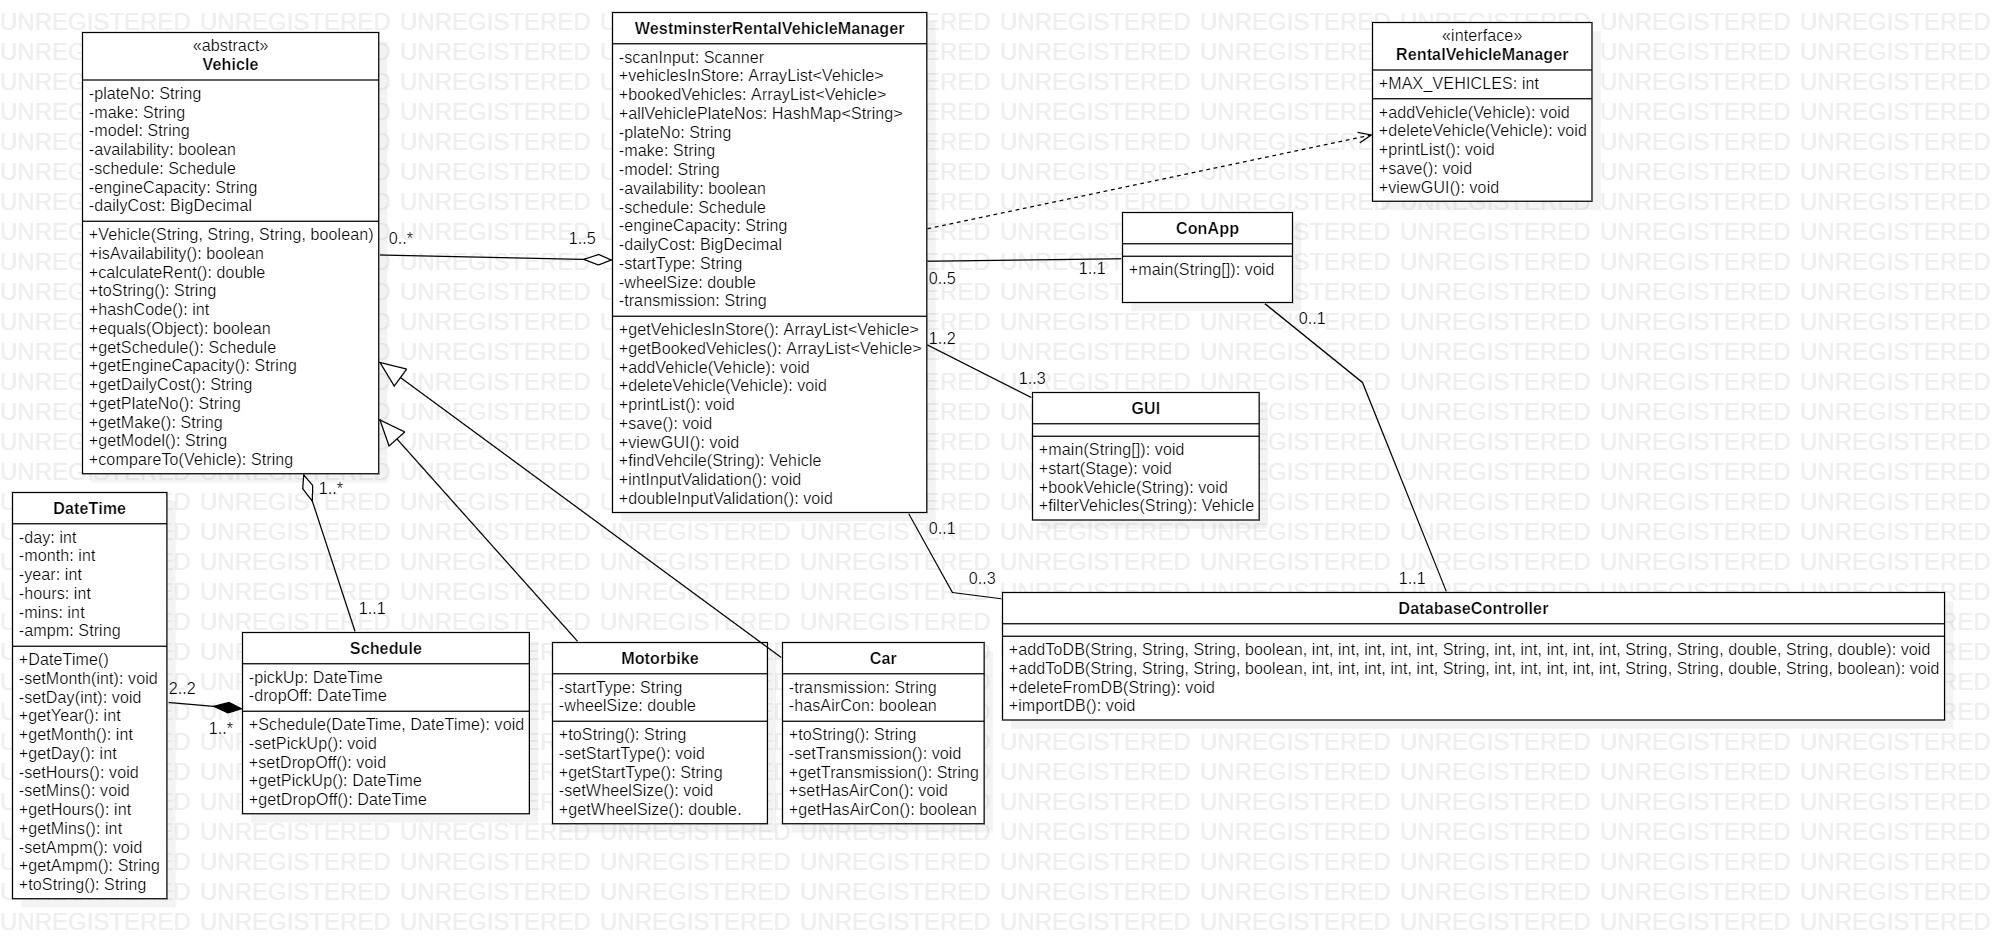 «abstract»
Vehicle
-plateNo: String
-make: String
-model: String
-availability: boolean
-schedule: Schedule
-engineCapacity: String
-dailyCost: BigDecimal
+Vehicle(String, String, String, boolean)
+isAvailability(): boolean
+calculateRent(): double
+toString(): String
+hashCode(): int
+equals(Object): boolean
+getSchedule(): Schedule
+getEngineCapacity(): String
+getDailyCost(): String
+getPlateNo(): String
+getMake(): String
+getModel(): String
+compareTo(Vehicle): String
0..*
1..5
1..*
WestminsterRentalVehicleManager
-scanInput: Scanner
+vehiclesInStore: ArrayList<Vehicle>
+bookedVehicles: ArrayList<Vehicle>
+allVehiclePlateNos: HashMap<String>
-plateNo: String
-make: String
-model: String
-availability: boolean
-schedule: Schedule
-engineCapacity: String
-dailyCost: BigDecimal
-startType: String
-wheelSize: double
-transmission: String
+getVehiclesInStore(): ArrayList<Vehicle>
+getBookedVehicles(): ArrayList<Vehicle>
+addVehicle(Vehicle): void
+deleteVehicle(Vehicle): void
+printList(): void
+save(): void
+viewGUI(): void
+findVehcile(String): Vehicle
+intInputValidation(): void
+doubleInputValidation(): void
«interface»
RentalVehicleManager
+MAX_VEHICLES: int
+addVehicle(Vehicle): void
+deleteVehicle(Vehicle): void
+printList(): void
+save(): void
+viewGUI(): void
ConApp
+main(String[]): void
0..5
1..1
0..1
1..2
1..3
GUI
+main(String[]): void
+start(Stage): void
+bookVehicle(String): void
+filterVehicles(String): Vehicle
0..1
0..3
1..1
DatabaseController
+addToDB(String, String, String, boolean, int, int, int, int, int, String, int, int, int, int, int, String, String, double, String, double): void
+addToDB(String, String, String, boolean, int, int, int, int, int, String, int, int, int, int, int, String, String, double, String, boolean): void
+deleteFromDB(String): void
+importDB(): void
DateTime
-day: int
-month: int
-year: int
-hours: int
-mins: int
-ampm: String
+DateTime()
-setMonth(int): void
-setDay(int): void
+getYear(): int
+getMonth(): int
+getDay(): int
-setHours(): void
-setMins(): void
+getHours(): int
+getMins(): int
-setAmpm(): void
+getAmpm(): String
+toString(): String
2..2
1..*
1..1
Schedule
-pickUp: DateTime
-dropOff: DateTime
+Schedule(DateTime, DateTime): void
-setPickUp(): void
+setDropOff(): void
+getPickUp(): DateTime
+getDropOff(): DateTime
Motorbike
-startType: String
-wheelSize: double
+toString(): String
-setStartType(): void
+getStartType(): String
-setWheelSize(): void
+getWheelSize(): double.
Car
-transmission: String
-hasAirCon: boolean
+toString(): String
-setTransmission(): void
+getTransmission(): String
+setHasAirCon(): void
+getHasAirCon(): boolean
UNREGISTERED